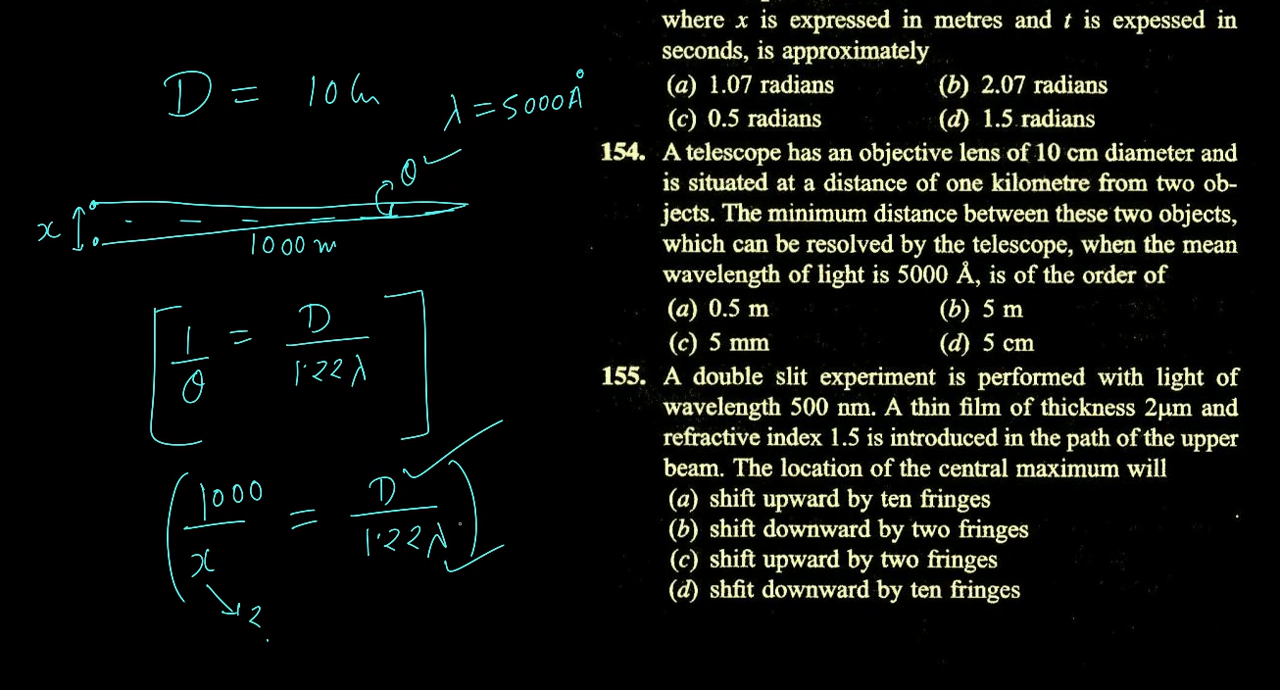 D = 10 cm
λ = 5000 Å
θ
x
1000 m
1/θ = D/1.22λ
1000/x = D/1.22λ
where x is expressed in metres and t is expessed in
seconds, is approximately
(a) 1.07 radians (b) 2.07 radians
(c) 0.5 radians (d) 1.5 radians
154. A telescope has an objective lens of 10 cm diameter and
is situated at a distance of one kilometre from two ob-
jects. The minimum distance between these two objects,
which can be resolved by the telescope, when the mean
wavelength of light is 5000 Å, is of the order of
(a) 0.5 m (b) 5 m
(c) 5 mm (d) 5 cm
155. A double slit experiment is performed with light of
wavelength 500 nm. A thin film of thickness 2μm and
refractive index 1.5 is introduced in the path of the upper
beam. The location of the central maximum will
(a) shift upward by ten fringes
(b) shift downward by two fringes
(c) shift upward by two fringes
(d) shfit downward by ten fringes